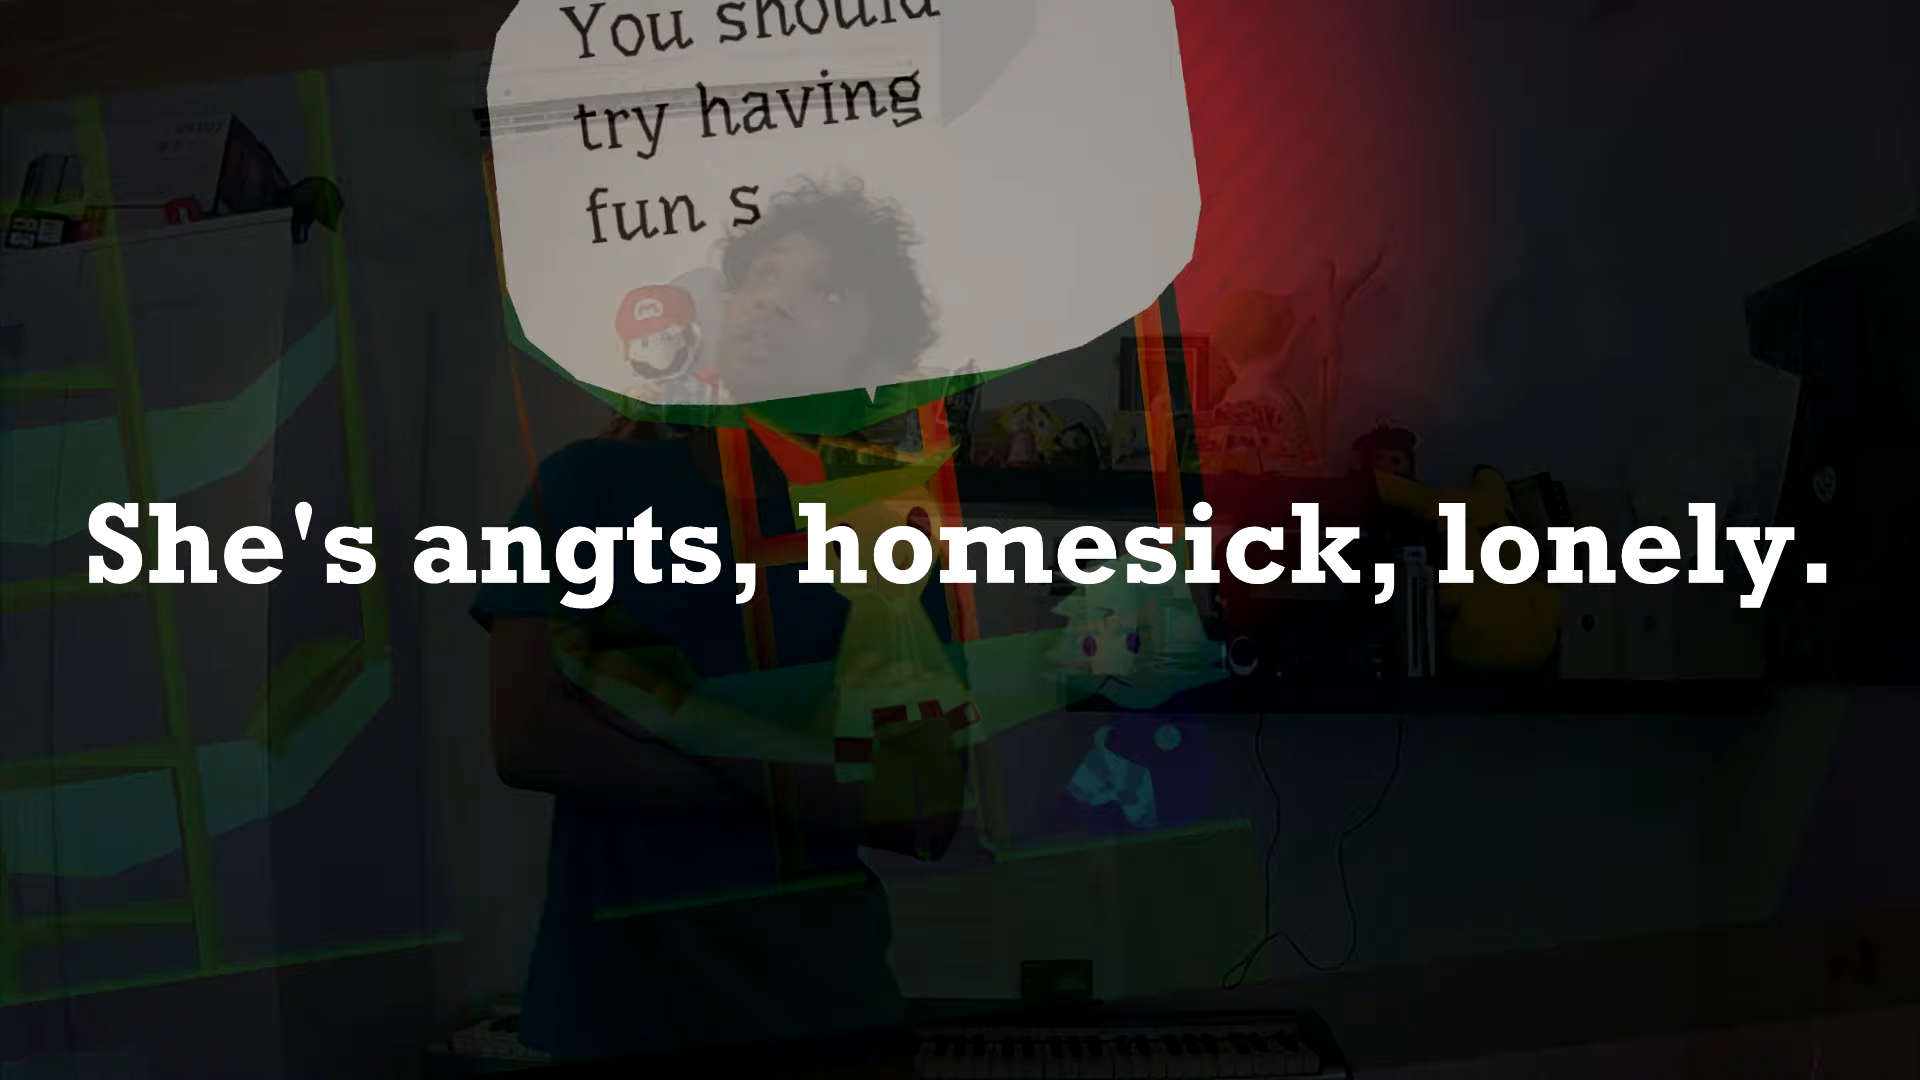 You should
try having
fun s
She's angts, homesick, lonely.